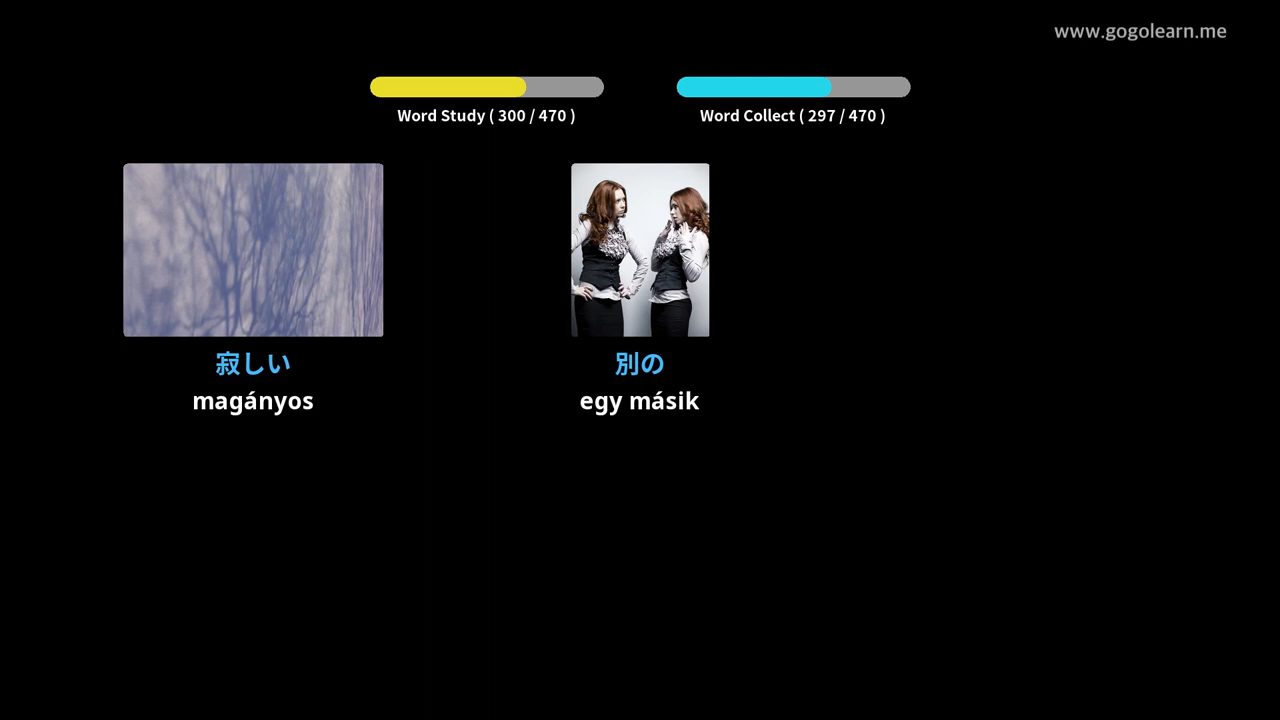 www.gogolearn.me
Word Study ( 300 / 470 )
Word Collect ( 297 / 470 )
寂しい
別の
magányos
egy másik